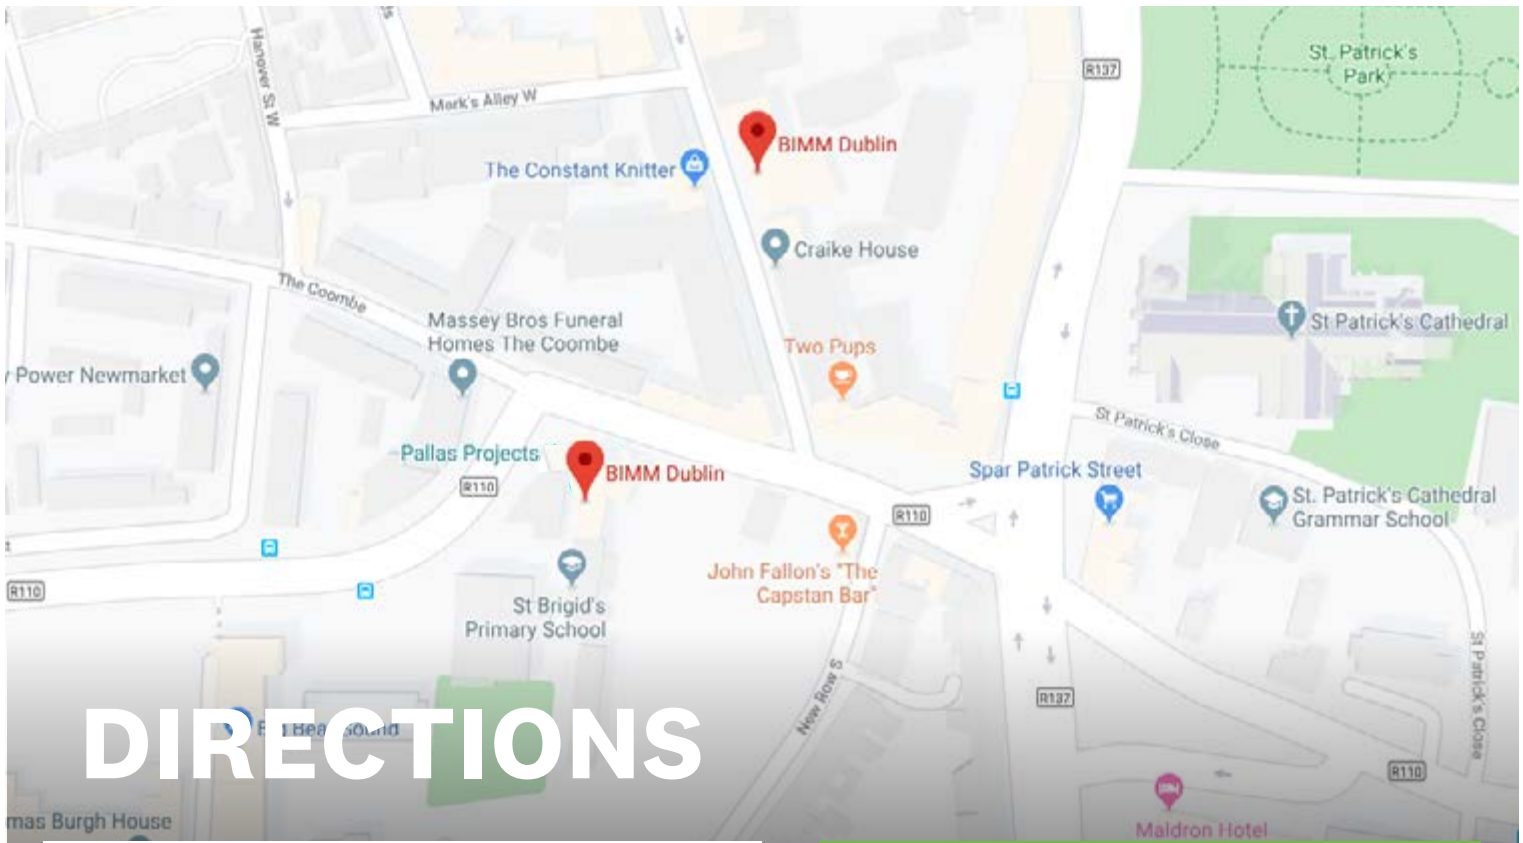 Hanover St W
Mark's Alley W
R137
St. Patrick's
Park
BIMM Dublin
The Constant Knitter
Craike House
The Coombe
Massey Bros Funeral
Homes The Coombe
Two Pups
St Patrick's Cathedral
Power Newmarket
St Patrick's Close
Pallas Projects
BIMM Dublin
R110
Spar Patrick Street
St. Patrick's Cathedral
Grammar School
R110
John Fallon's "The
Capstan Bar"
R110
St Brigid's
Primary School
New Row S
R137
St Patrick's Close
DIRECTIONS
R110
mas Burgh House
Maldron Hotel